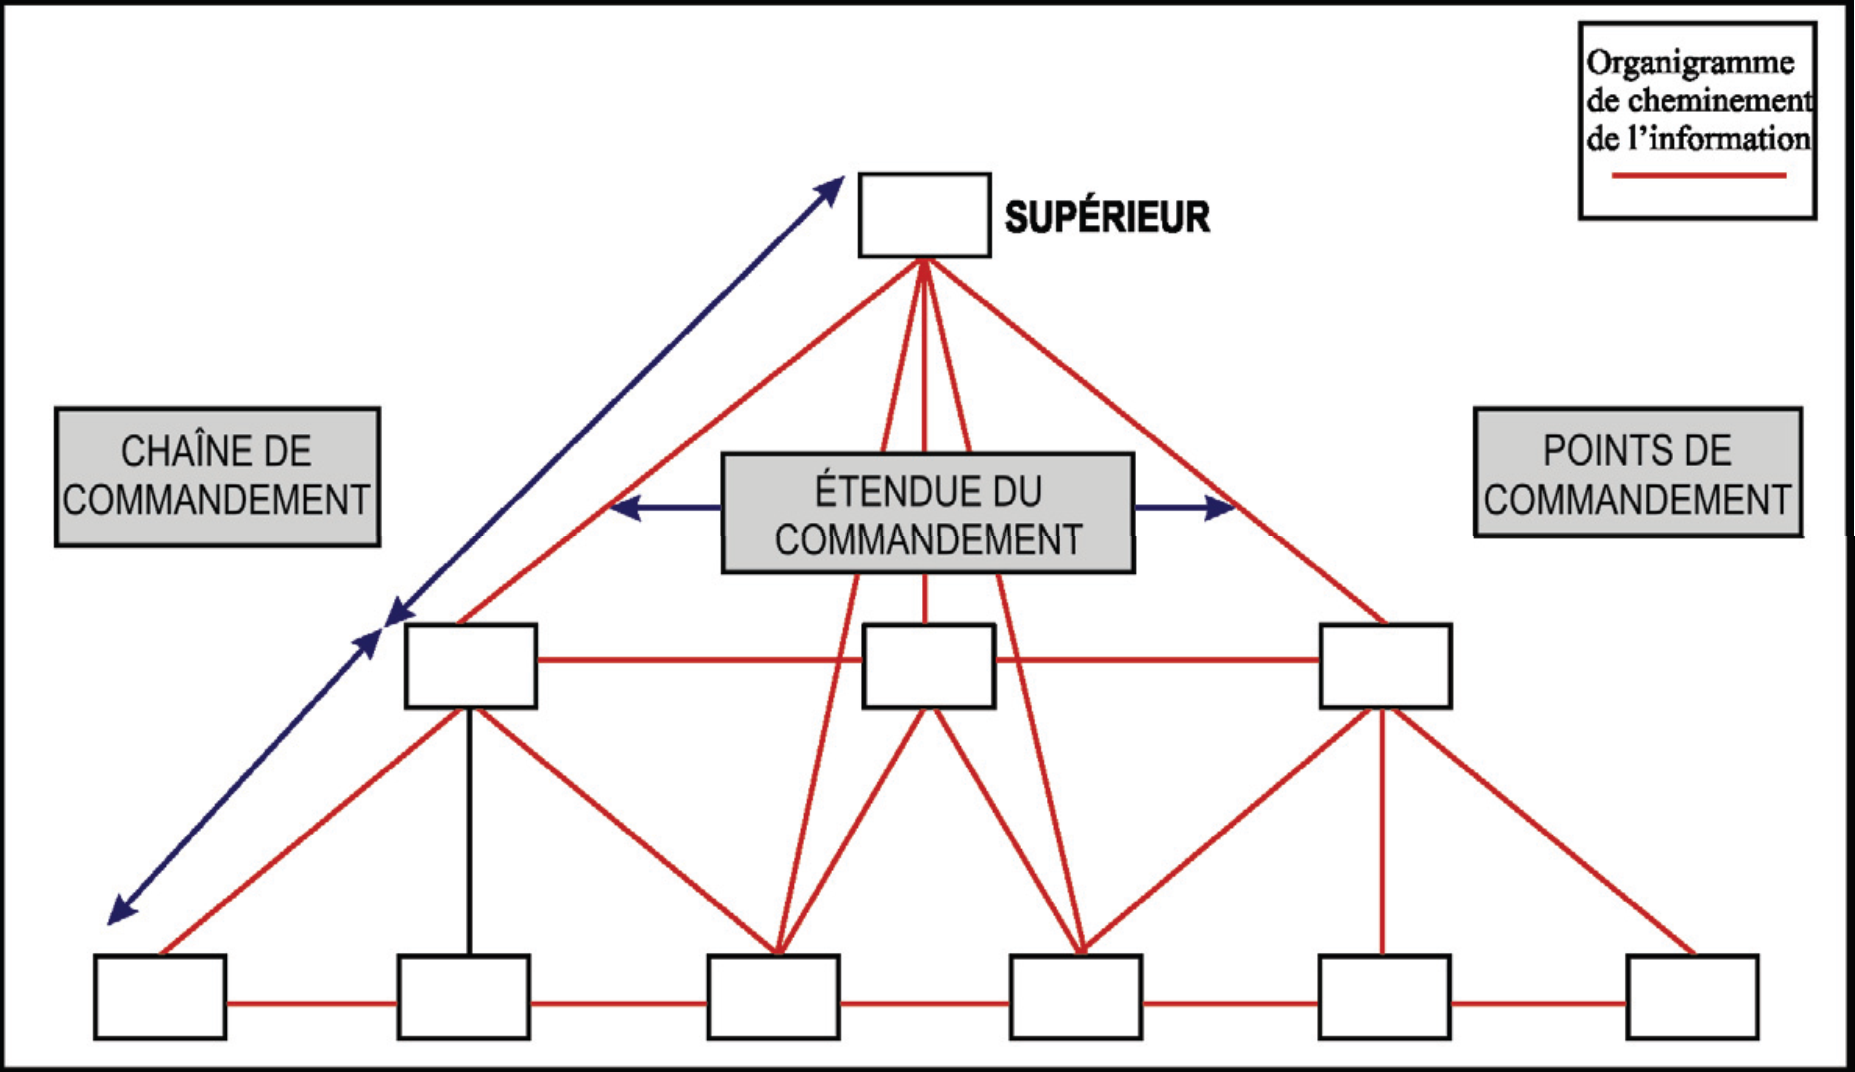 Organigramme
de cheminement
de l'information
SUPÉRIEUR
CHAÎNE DE
COMMANDEMENT
ÉTENDUE DU
COMMANDEMENT
POINTS DE
COMMANDEMENT